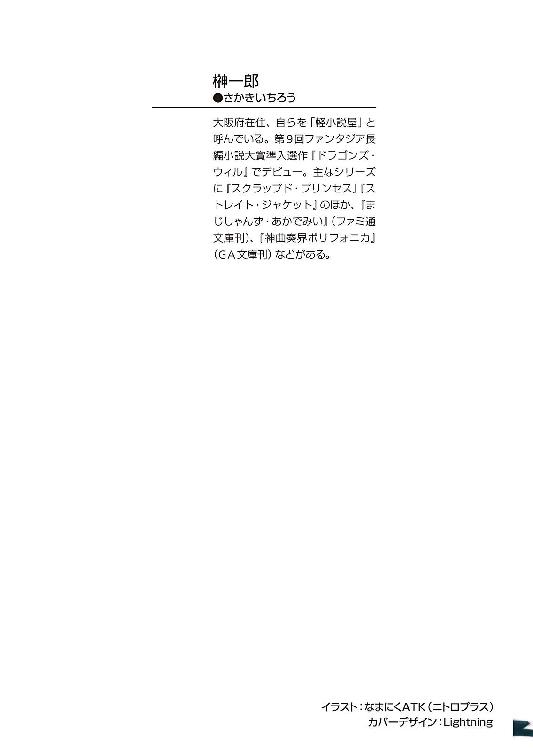 榊一郎
●さかきいちろう
大阪府在住、自らを「軽小説屋」と
呼んでいる。第9回ファンタジア長
編小説大賞準入選作『ドラゴンズ・
ウィル』でデビュー。主なシリーズ
に『スクラップド・プリンセス』『ス
トレイト・ジャケット』のほか、『ま
じしゃんず・あかでみい』(ファミ通
文庫刊)、『神曲奏界ポリフォニカ』
(GA文庫刊)などがある。
イラスト:なまにくATK(ニトロプラス)
カバーデザイン:Lightning